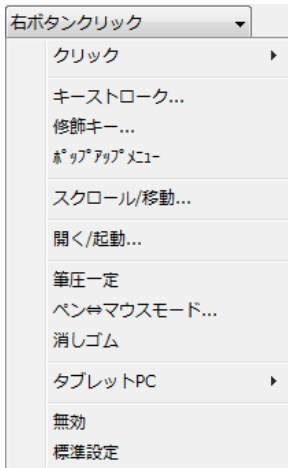 右ボタンクリック
クリック
キーストローク...
修飾キー...
ﾎﾟｯﾌﾟｱｯﾌﾟﾒﾆｭｰ
スクロール/移動...
開く/起動...
筆圧一定
ペン⇔マウスモード...
消しゴム
タブレットPC
無効
標準設定